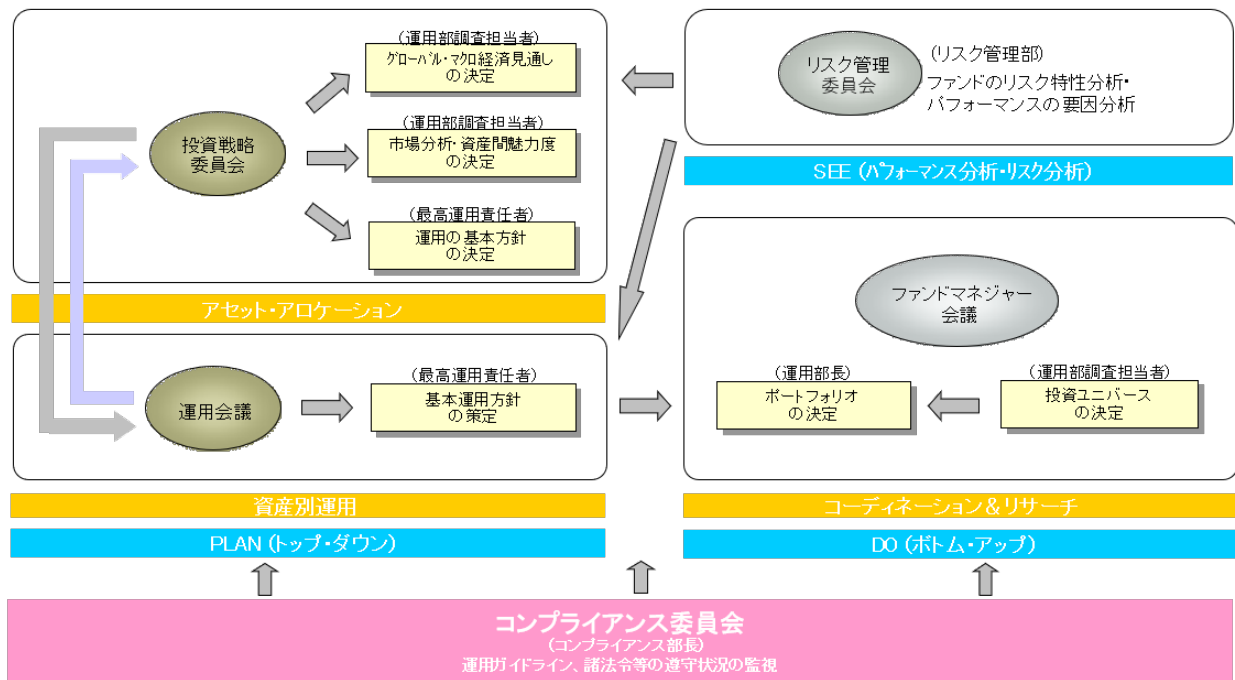 (運用部調査担当者)
グローバル・マクロ経済見通し
の決定
投資戦略
委員会
(運用部調査担当者)
市場分析・資産間魅力度
の決定
(最高運用責任者)
運用の基本方針
の決定
アセット・アロケーション
運用会議
(最高運用責任者)
基本運用方針
の策定
資産別運用
PLAN (トップ・ダウン)
リスク管理
委員会
(リスク管理部)
ファンドのリスク特性分析・
パフォーマンスの要因分析
SEE (パフォーマンス分析・リスク分析)
ファンドマネジャー
会議
(運用部長)
ポートフォリオ
の決定
(運用部調査担当者)
投資ユニバース
の決定
コーディネーション&リサーチ
DO (ボトム・アップ)
コンプライアンス委員会
(コンプライアンス部長)
運用ガイドライン、諸法令等の遵守状況の監視